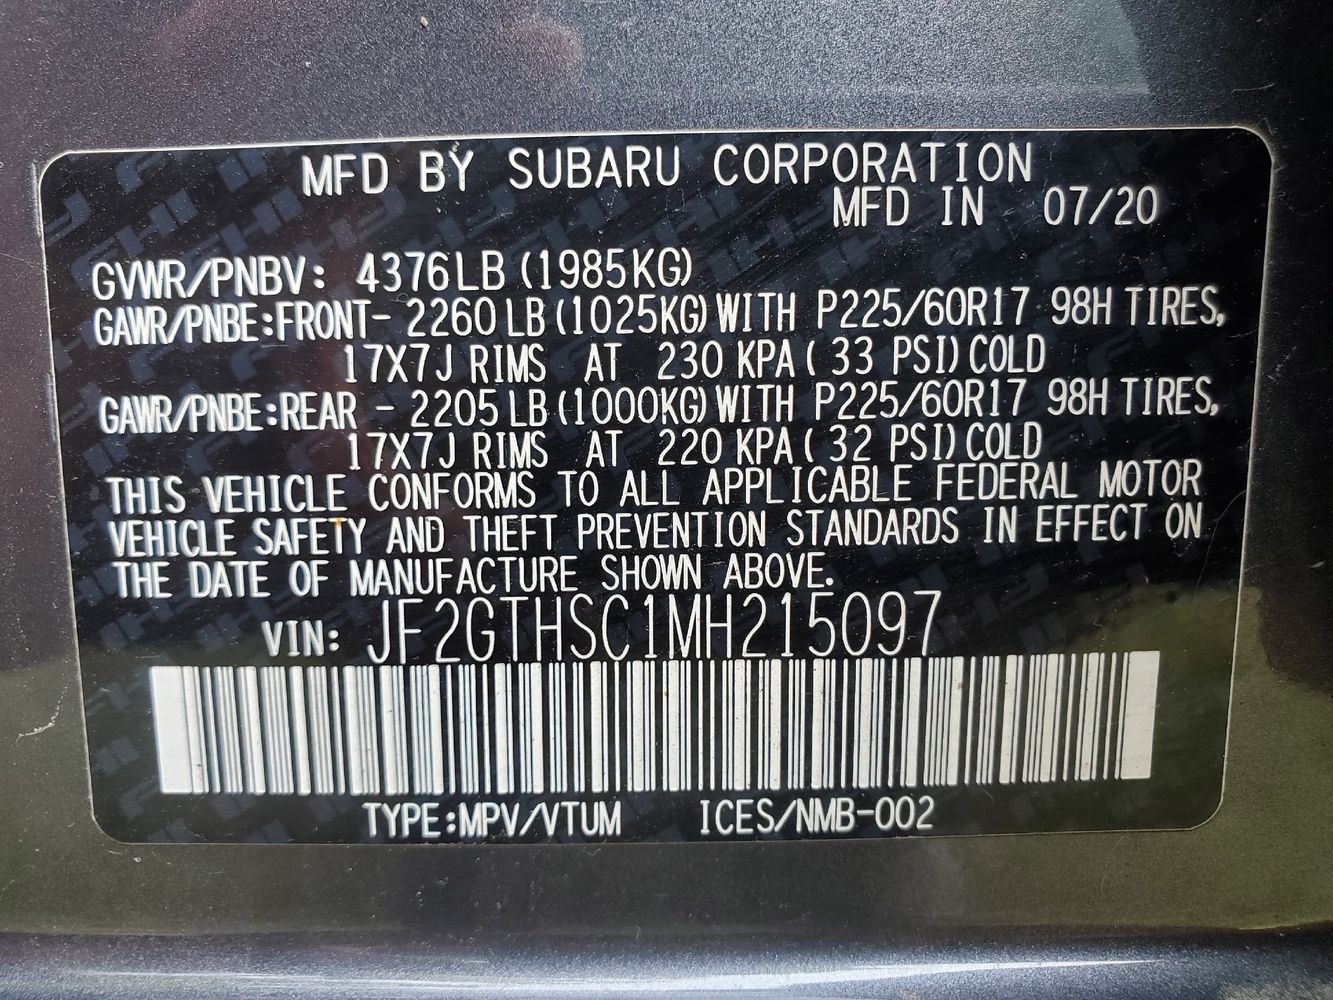 MFD BY SUBARU CORPORATION
MFD IN 07/20
GVWR/PNBV: 4376LB (1985KG)
GAWR/PNBE:FRONT- 2260 LB (1025KG) WITH P225/60R17 98H TIRES,
17X7J RIMS AT 230 KPA ( 33 PSI) COLD
GAWR/PNBE:REAR - 2205 LB (1000KG) WITH P225/60R17 98H TIRES,
17X7J RIMS AT 220 KPA ( 32 PSI) COLD
THIS VEHICLE CONFORMS TO ALL APPLICABLE FEDERAL MOTOR
VEHICLE SAFETY AND THEFT PREVENTION STANDARDS IN EFFECT ON
THE DATE OF MANUFACTURE SHOWN ABOVE.
VIN: JF2GTHSC1MH215097
TYPE:MPV/VTUM ICES/NMB-002